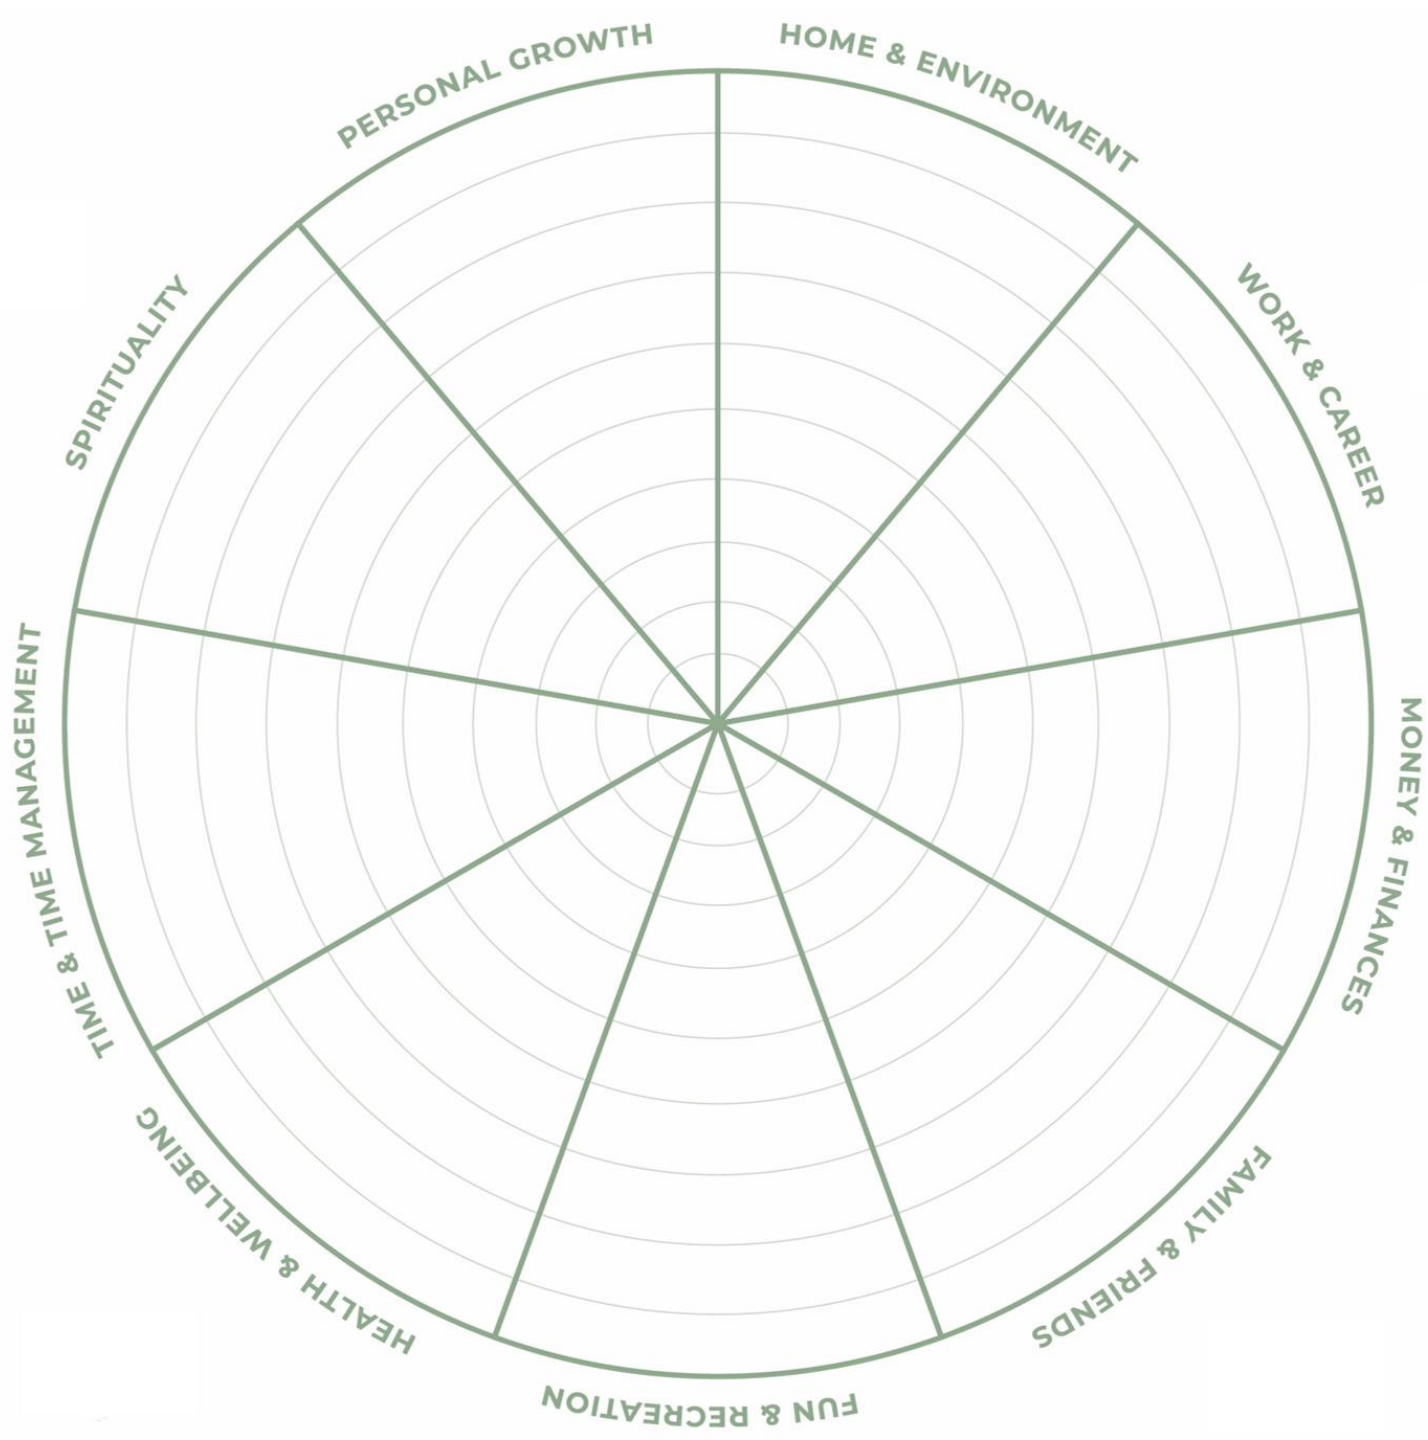 HOME & ENVIRONMENT
WORK & CAREER
MONEY & FINANCES
FAMILY & FRIENDS
FUN & RECREATION
HEALTH & WELLBEING
TIME & TIME MANAGEMENT
SPIRITUALITY
PERSONAL GROWTH